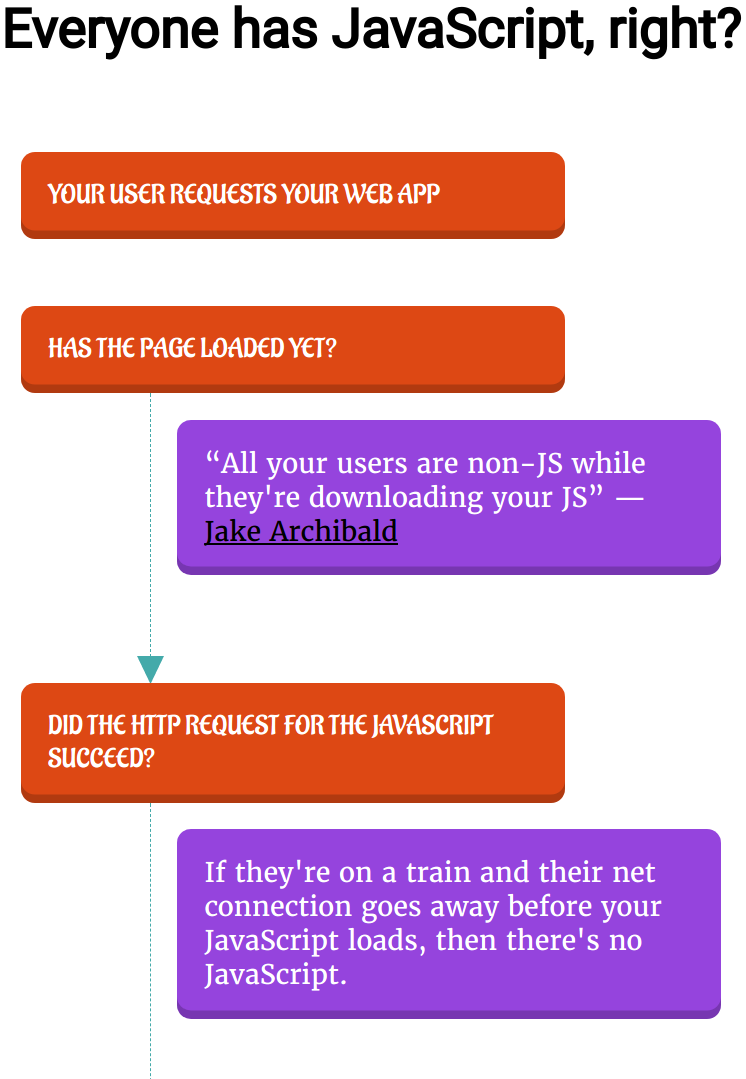 Everyone has JavaScript, right?
YOUR USER REQUESTS YOUR WEB APP
HAS THE PAGE LOADED YET?
“All your users are non-JS while
they're downloading your JS” —
Jake Archibald
DID THE HTTP REQUEST FOR THE JAVASCRIPT
SUCCEED?
If they're on a train and their net
connection goes away before your
JavaScript loads, then there's no
JavaScript.